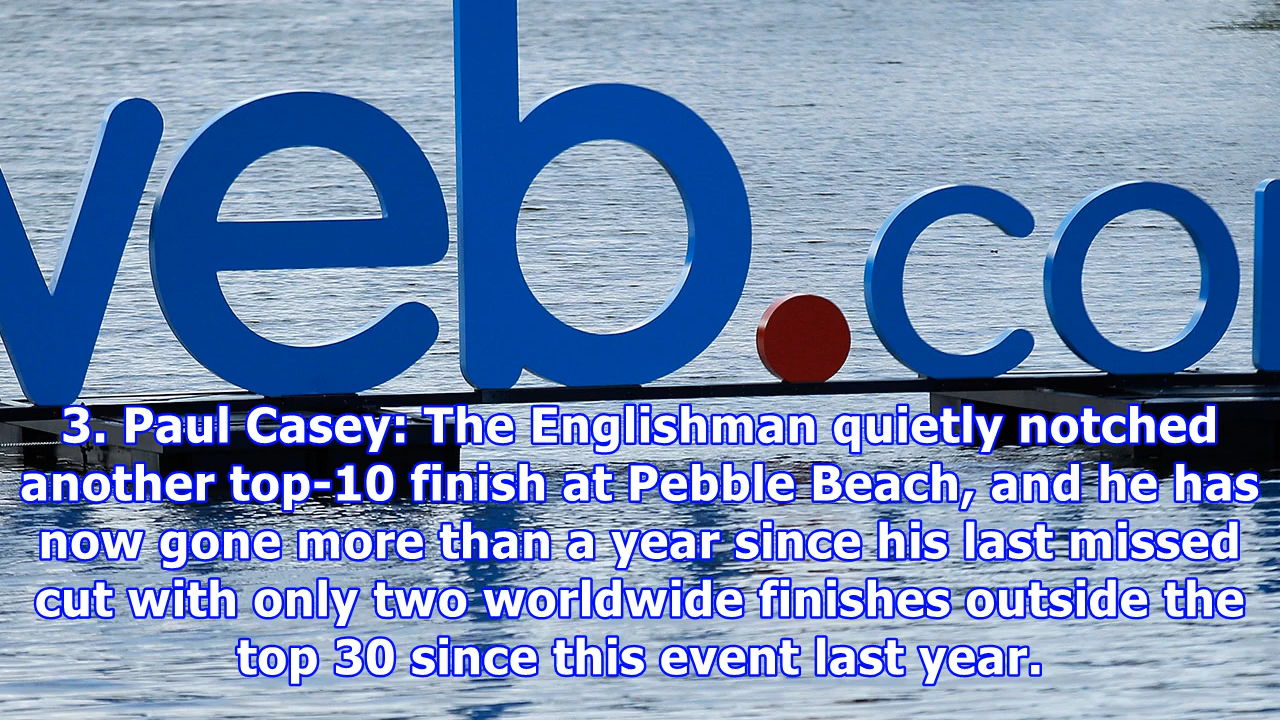 web.com
3. Paul Casey: The Englishman quietly notched
another top-10 finish at Pebble Beach, and he has
now gone more than a year since his last missed
cut with only two worldwide finishes outside the
top 30 since this event last year.